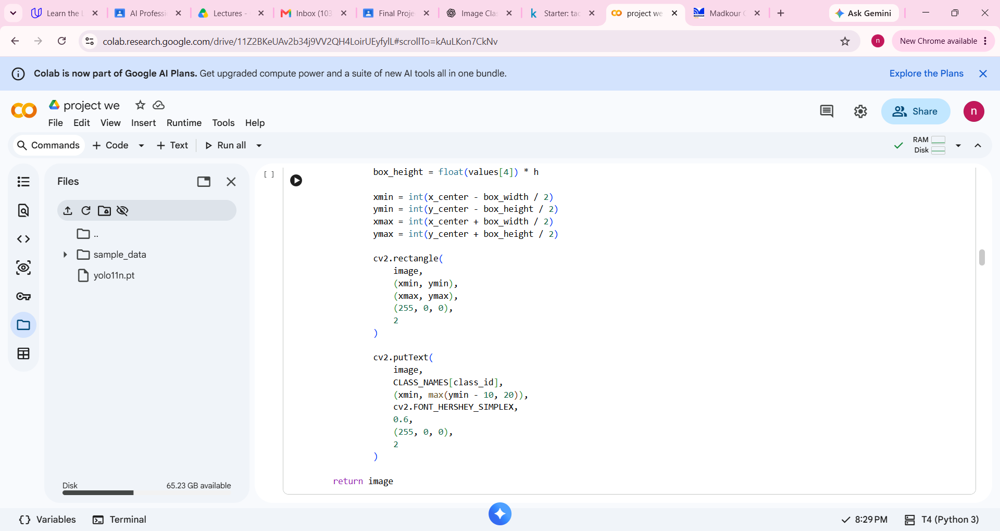 Learn the L
AI Professi
Lectures -
Inbox (103
Final Proje
Image Clas
Starter: tac
project we
Madkour C
Ask Gemini
colab.research.google.com/drive/11Z2BKeUAv2b34j9VV2QH4LoirUEyfylL#scrollTo=kAuLKon7CkNv
n
New Chrome available
Colab is now part of Google AI Plans. Get upgraded compute power and a suite of new AI tools all in one bundle.
Explore the Plans
project we
File Edit View Insert Runtime Tools Help
Share
n
Commands + Code + Text Run all
RAM
Disk
Files
..
sample_data
yolo11n.pt
Disk
65.23 GB available
[ ]
box_height = float(values[4]) * h
xmin = int(x_center - box_width / 2)
ymin = int(y_center - box_height / 2)
xmax = int(x_center + box_width / 2)
ymax = int(y_center + box_height / 2)
cv2.rectangle(
image,
(xmin, ymin),
(xmax, ymax),
(255, 0, 0),
2
)
cv2.putText(
image,
CLASS_NAMES[class_id],
(xmin, max(ymin - 10, 20)),
cv2.FONT_HERSHEY_SIMPLEX,
0.6,
(255, 0, 0),
2
)
return image
Variables
Terminal
8:29 PM
T4 (Python 3)